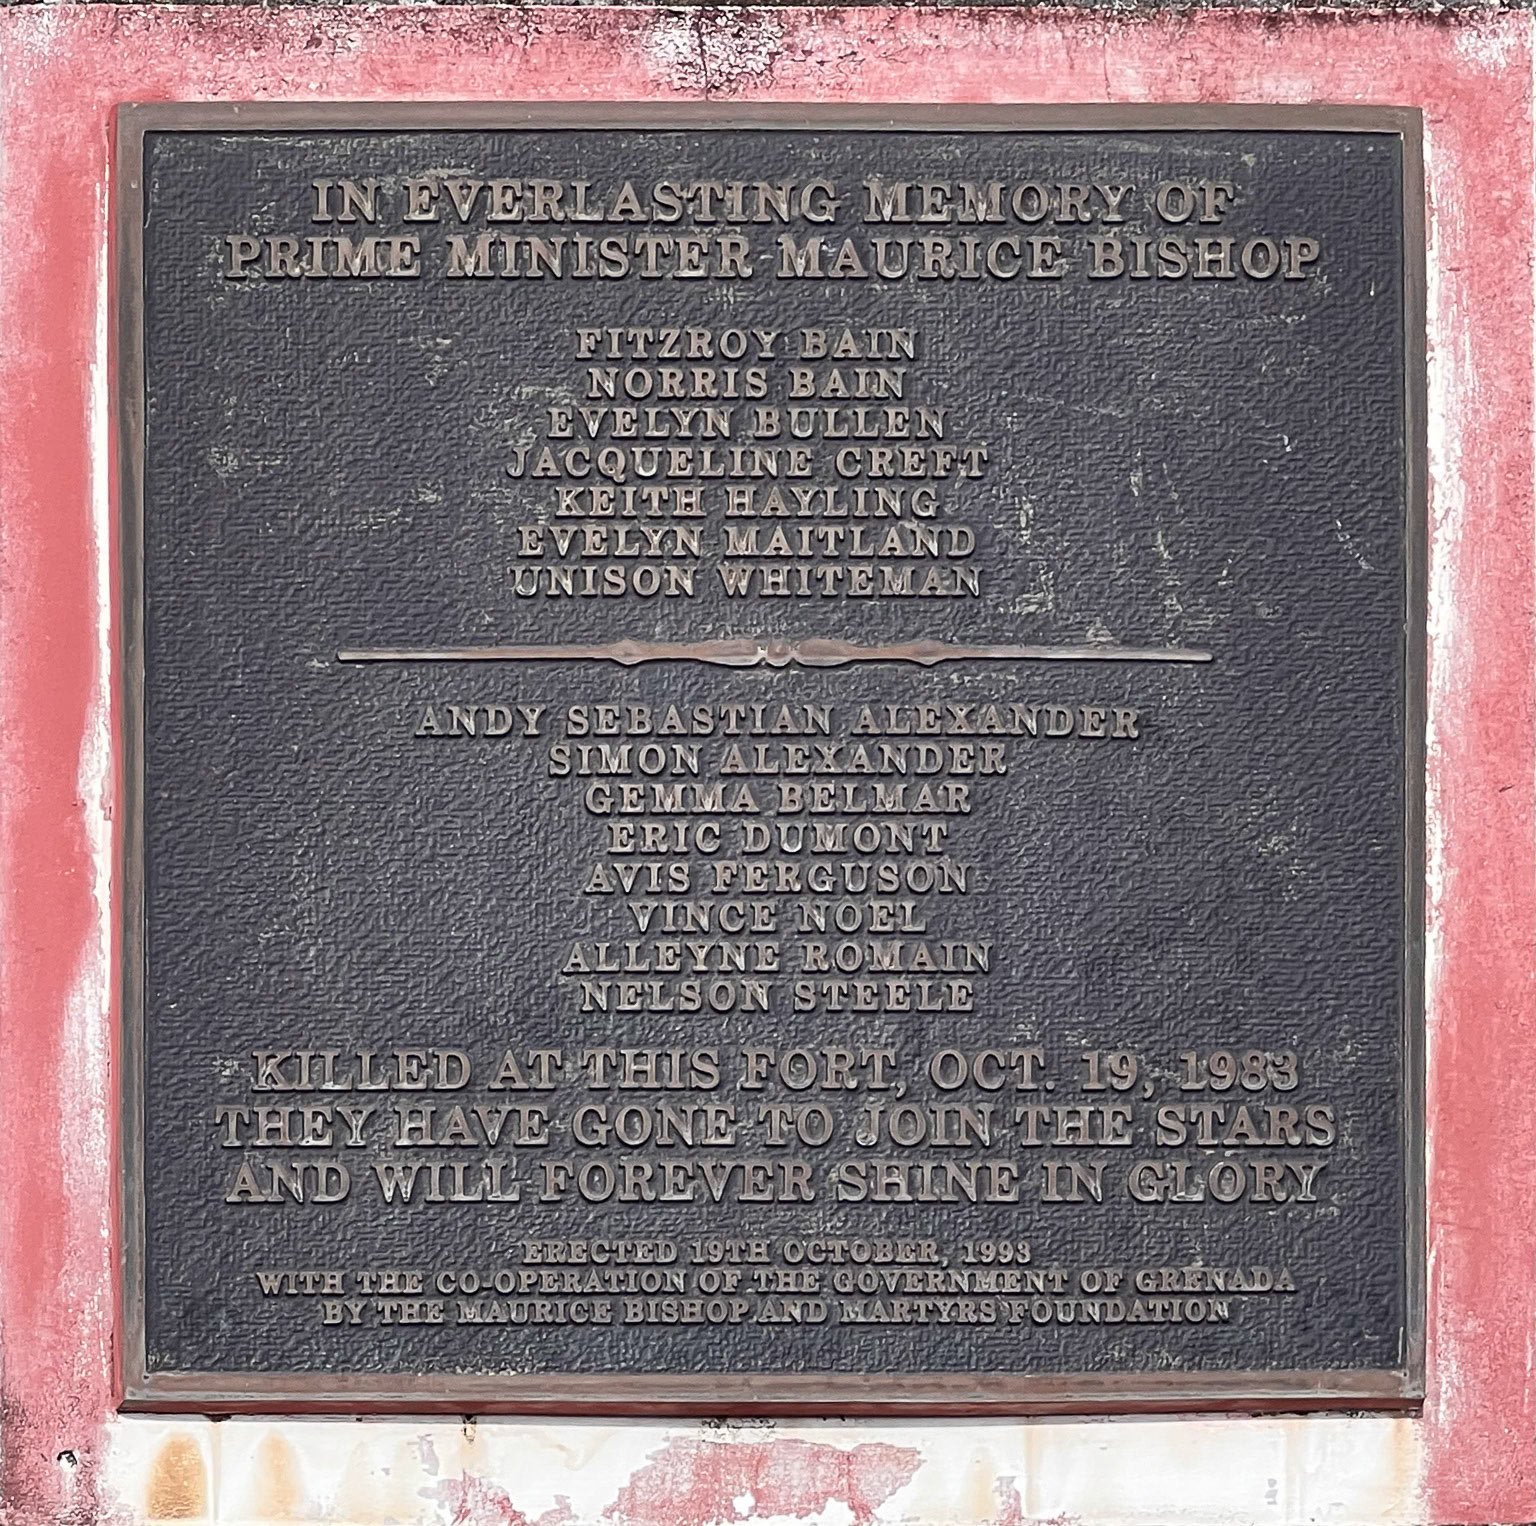 IN EVERLASTING MEMORY OF
PRIME MINISTER MAURICE BISHOP
FITZROY BAIN
NORRIS BAIN
EVELYN BULLEN
JACQUELINE CREFT
KEITH HAYLING
EVELYN MAITLAND
UNISON WHITEMAN
ANDY SEBASTIAN ALEXANDER
SIMON ALEXANDER
GEMMA BELMAR
ERIC DUMONT
AVIS FERGUSON
VINCE NOEL
ALLEYNE ROMAIN
NELSON STEELE
KILLED AT THIS FORT, OCT. 19, 1983
THEY HAVE GONE TO JOIN THE STARS
AND WILL FOREVER SHINE IN GLORY
ERECTED 19TH OCTOBER, 1993
WITH THE CO-OPERATION OF THE GOVERNMENT OF GRENADA
BY THE MAURICE BISHOP AND MARTYRS FOUNDATION